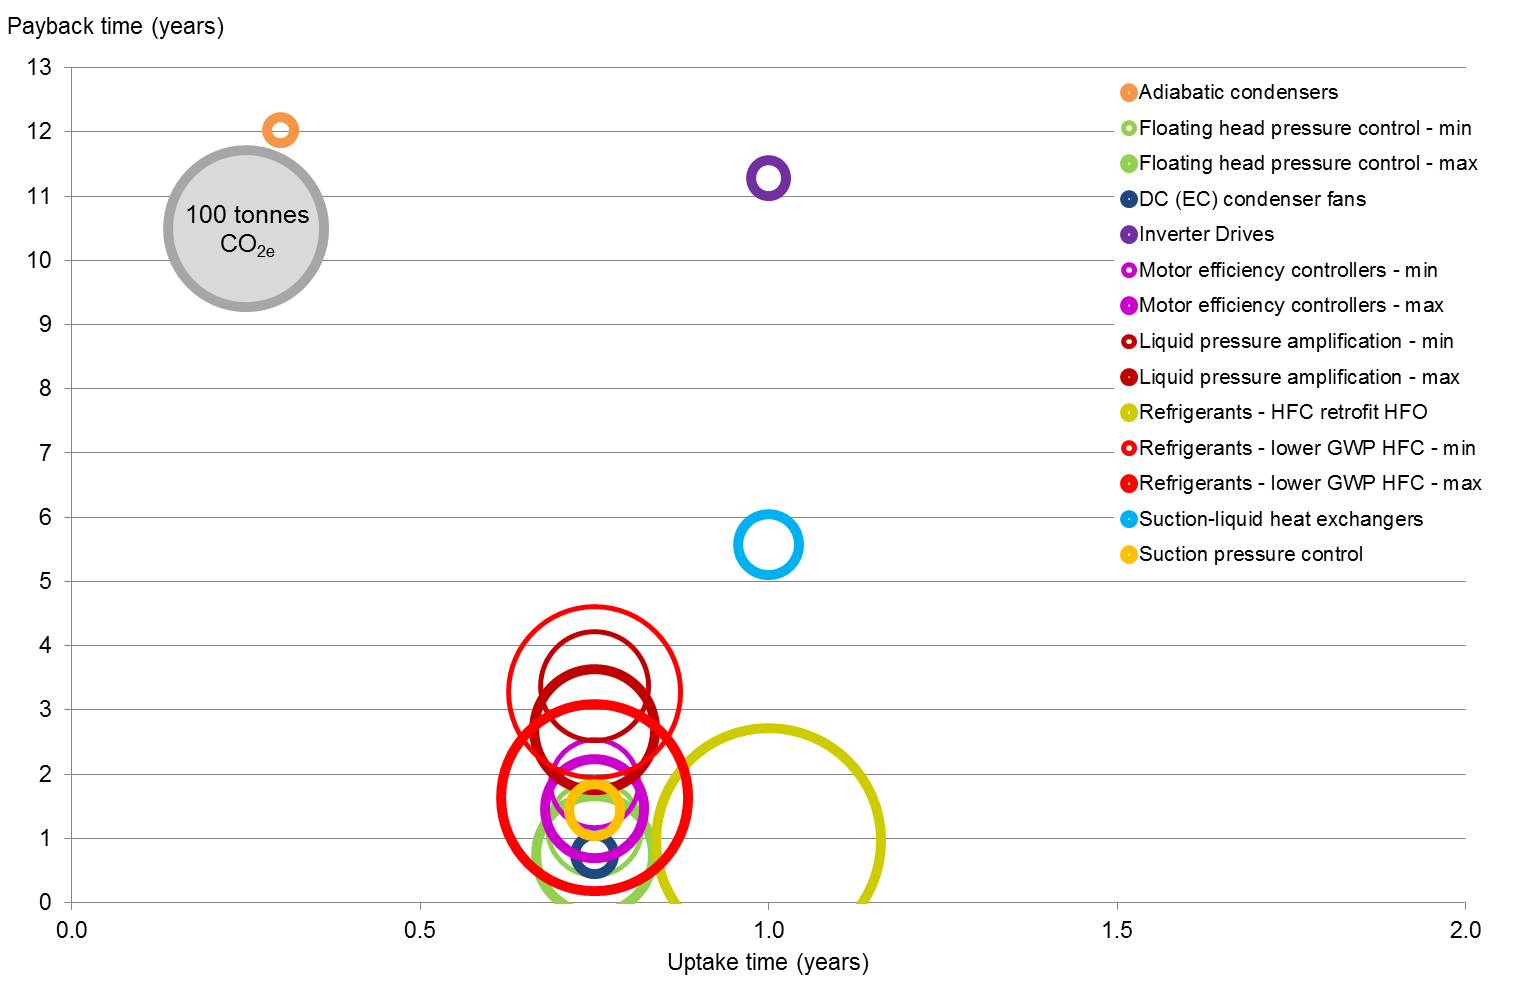 Payback time (years)
13
12
11
10
9
8
7
6
5
4
3
2
1
0
100 tonnes
CO2e
Adiabatic condensers
Floating head pressure control - min
Floating head pressure control - max
DC (EC) condenser fans
Inverter Drives
Motor efficiency controllers - min
Motor efficiency controllers - max
Liquid pressure amplification - min
Liquid pressure amplification - max
Refrigerants - HFC retrofit HFO
Refrigerants - lower GWP HFC - min
Refrigerants - lower GWP HFC - max
Suction-liquid heat exchangers
Suction pressure control
0.0 0.5 1.0 1.5 2.0
Uptake time (years)